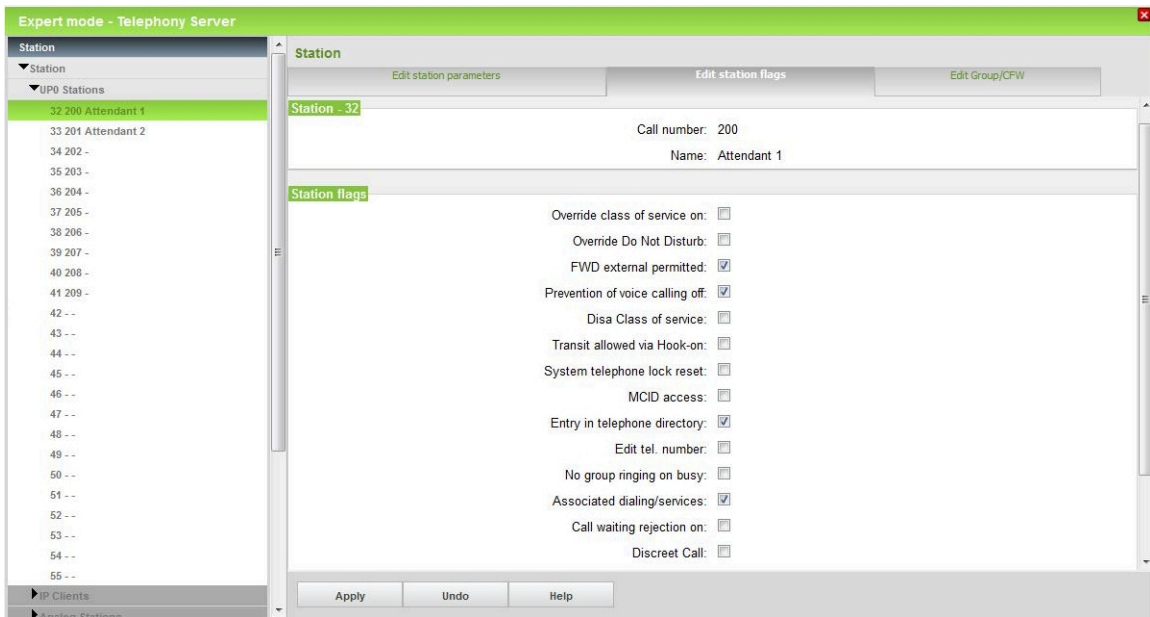 Expert mode - Telephony Server
Station
Station
UP0 Stations
32 200 Attendant 1
33 201 Attendant 2
34 202 -
35 203 -
36 204 -
37 205 -
38 206 -
39 207 -
40 208 -
41 209 -
42 - -
43 - -
44 - -
45 - -
46 - -
47 - -
48 - -
49 - -
50 - -
51 - -
52 - -
53 - -
54 - -
55 - -
IP Clients
Analog Stations
Station
Edit station parameters
Edit station flags
Edit Group/CFW
Station - 32
Call number: 200
Name: Attendant 1
Station flags
Override class of service on:
Override Do Not Disturb:
FWD external permitted:
Prevention of voice calling off:
Disa Class of service:
Transit allowed via Hook-on:
System telephone lock reset:
MCID access:
Entry in telephone directory:
Edit tel. number:
No group ringing on busy:
Associated dialing/services:
Call waiting rejection on:
Discreet Call:
Apply
Undo
Help